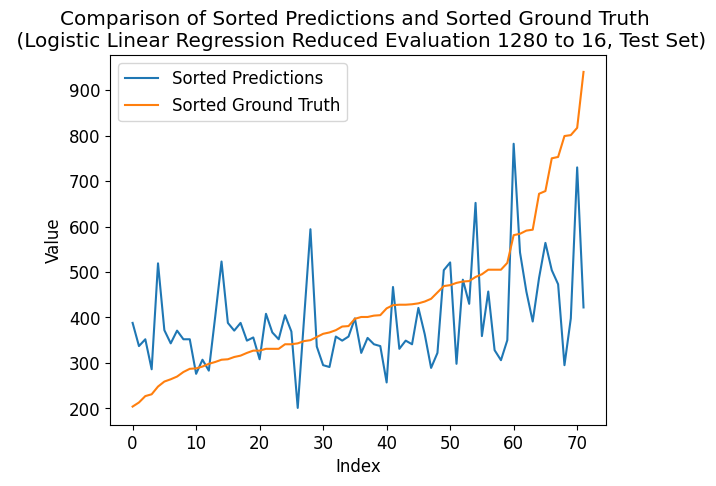 Comparison of Sorted Predictions and Sorted Ground Truth
(Logistic Linear Regression Reduced Evaluation 1280 to 16, Test Set)
Sorted Predictions
Sorted Ground Truth
Value
900
800
700
600
500
400
300
200
0 10 20 30 40 50 60 70
Index